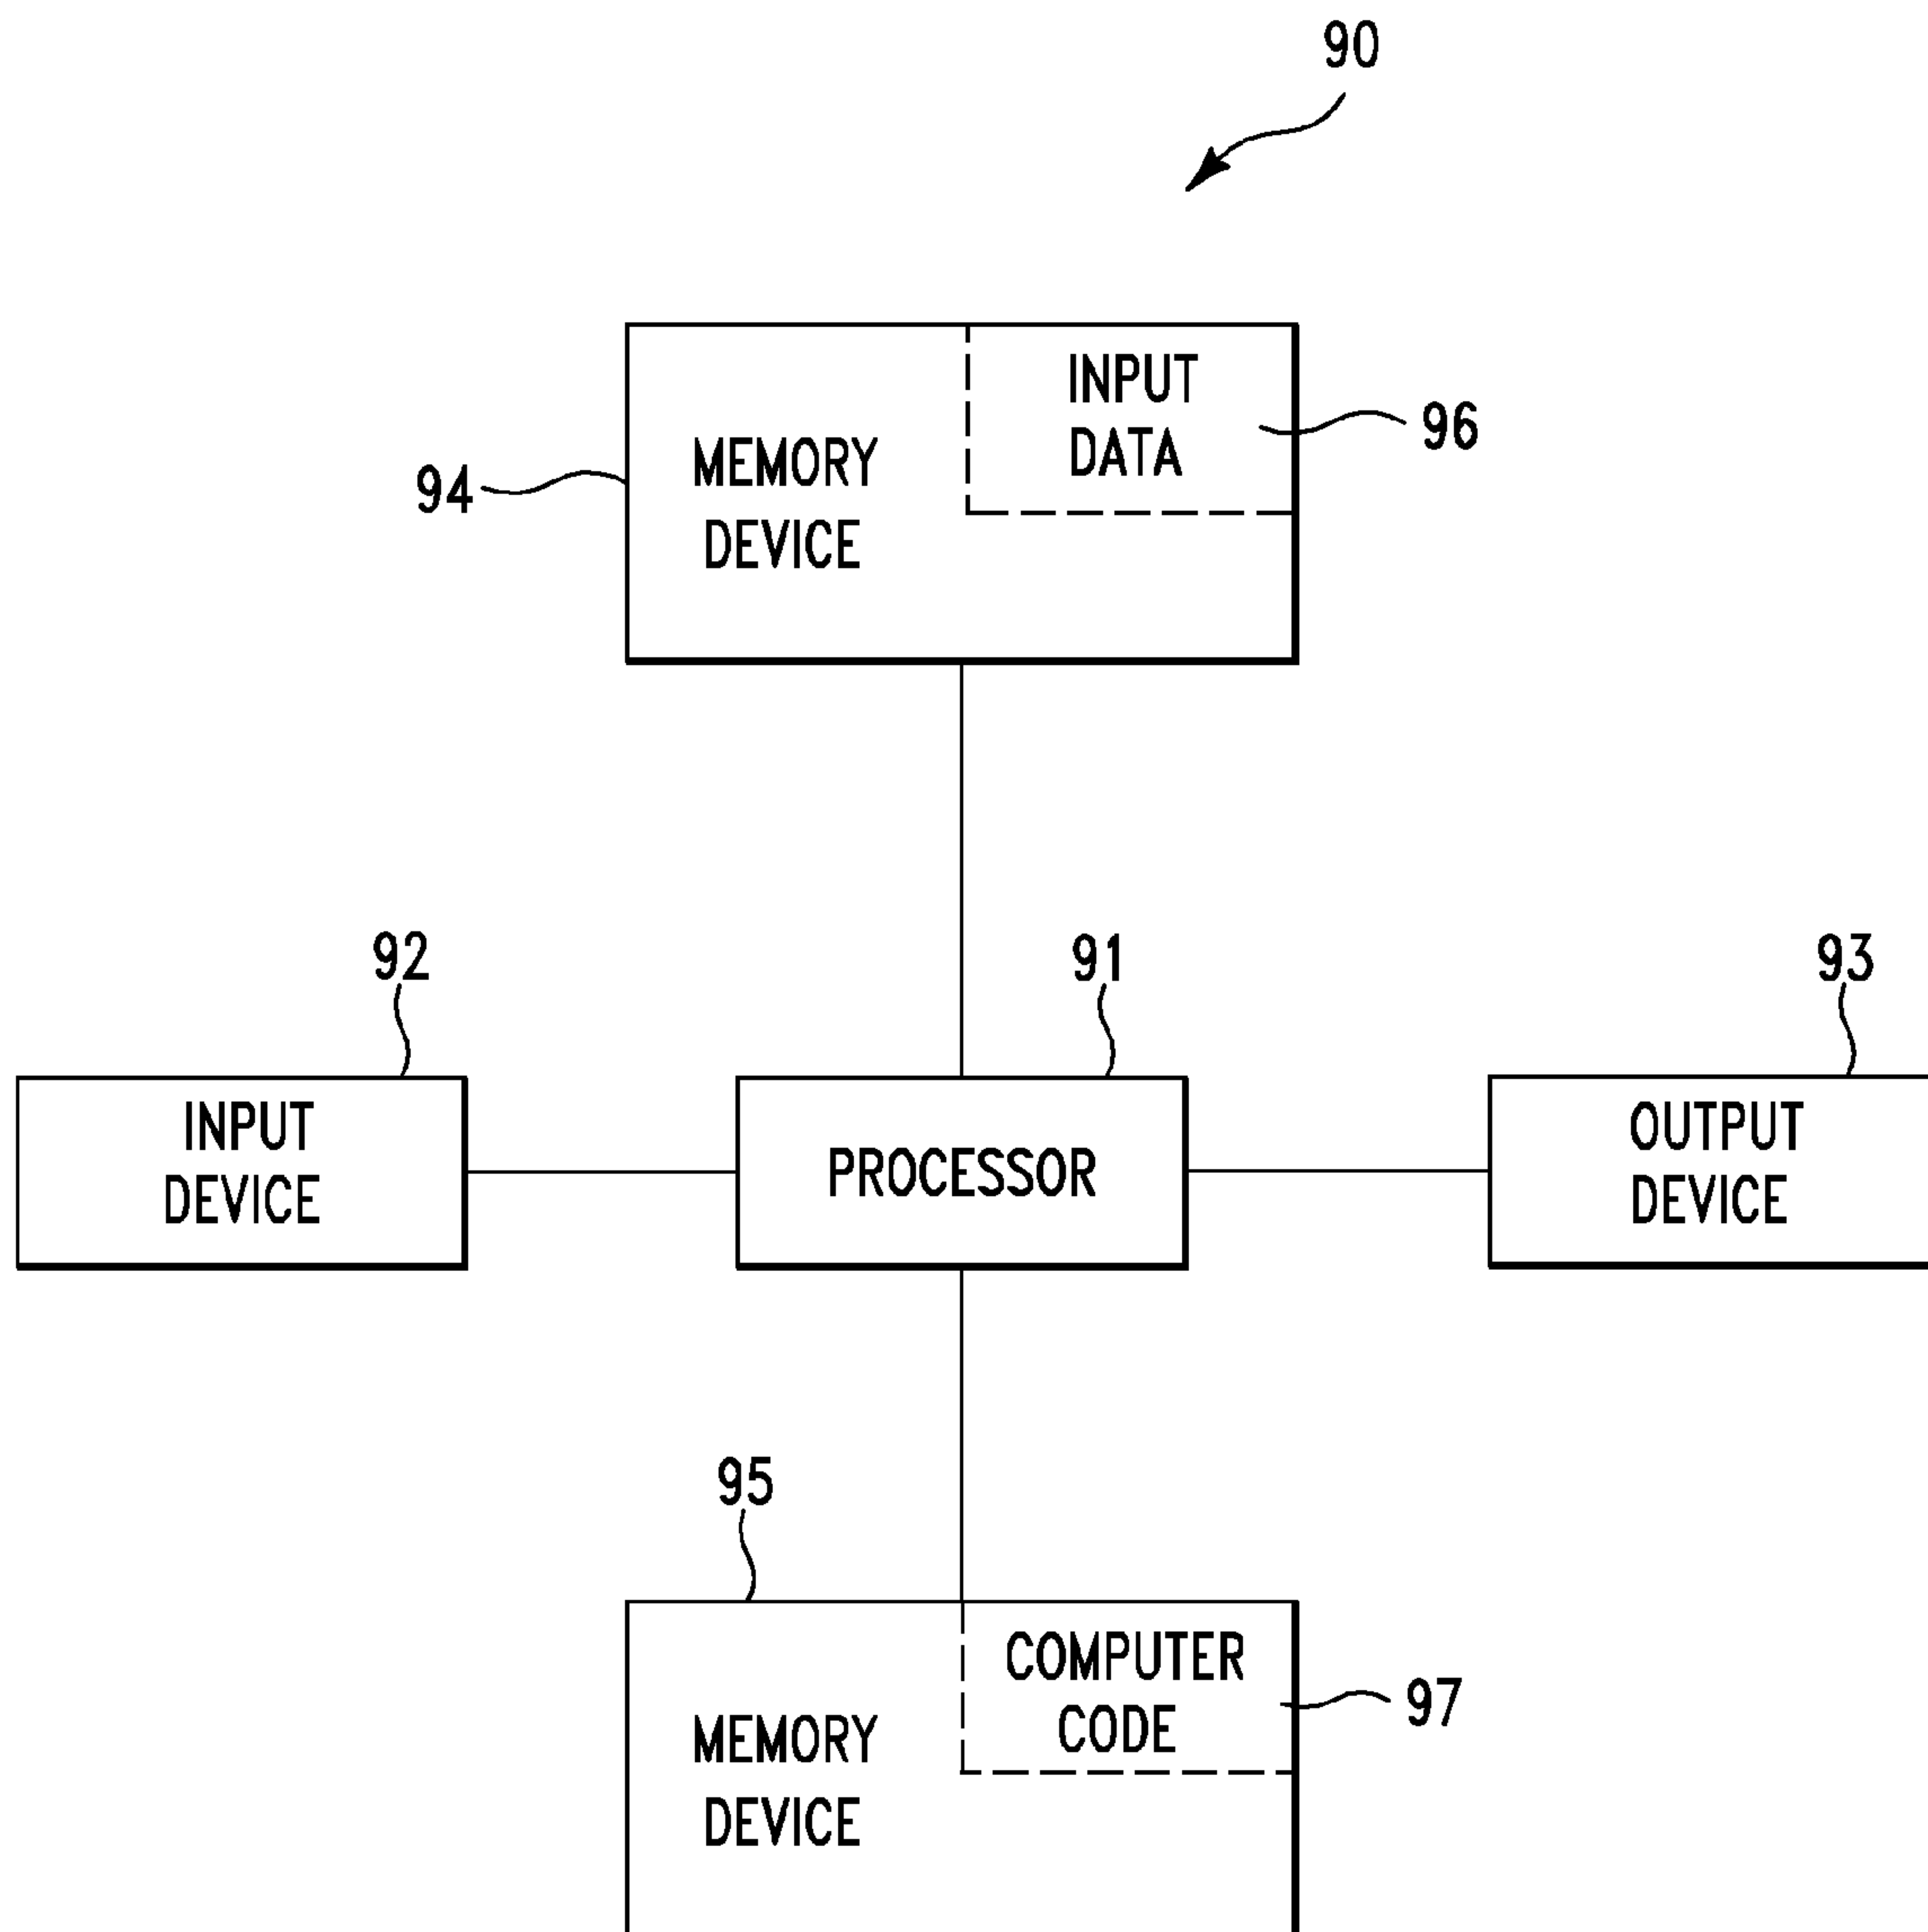 90
INPUT
DATA
96
MEMORY
DEVICE
94
92
91
93
INPUT
DEVICE
PROCESSOR
OUTPUT
DEVICE
95
COMPUTER
CODE
97
MEMORY
DEVICE